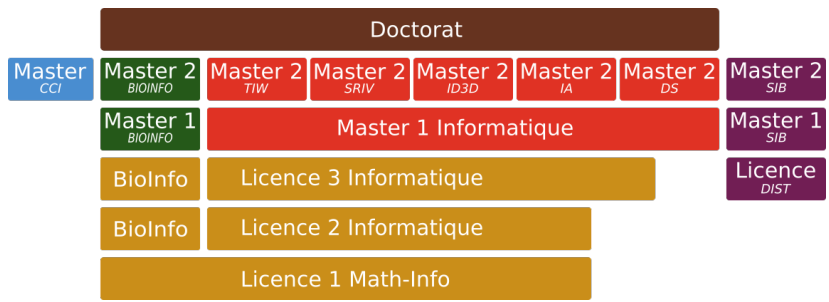 Doctorat
Master
CCI
Master 2
BIOINFO
Master 2
TIW
Master 2
SRIV
Master 2
ID3D
Master 2
IA
Master 2
DS
Master 2
SIB
Master 1
BIOINFO
Master 1 Informatique
Master 1
SIB
BioInfo
Licence 3 Informatique
Licence
DIST
BioInfo
Licence 2 Informatique
Licence 1 Math-Info